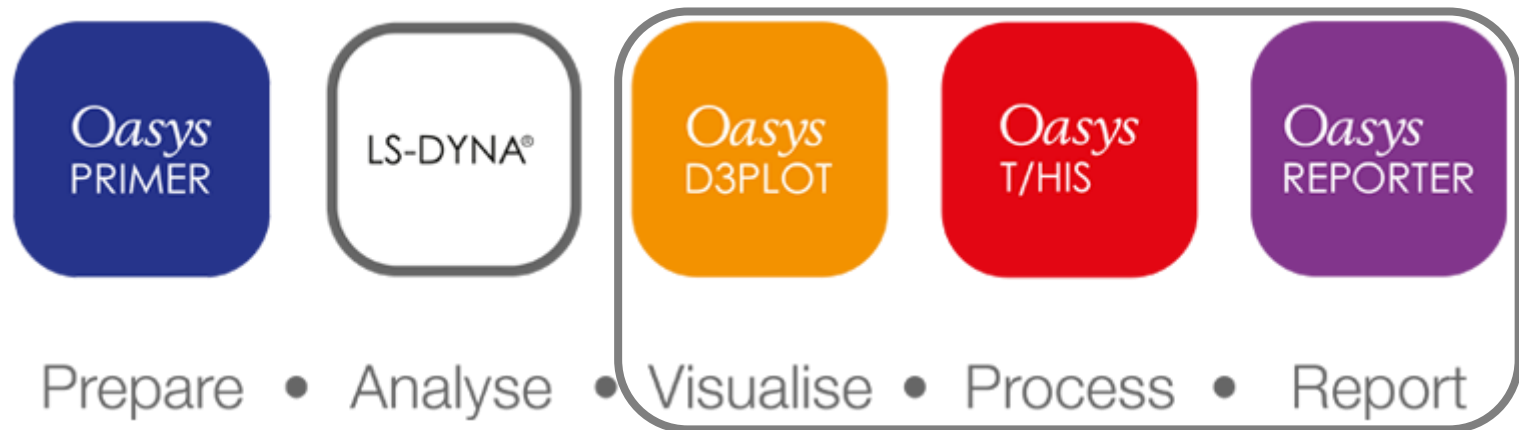 Oasys
PRIMER
LS-DYNA®
Oasys
D3PLOT
Oasys
T/HIS
Oasys
REPORTER
Prepare • Analyse • Visualise • Process • Report